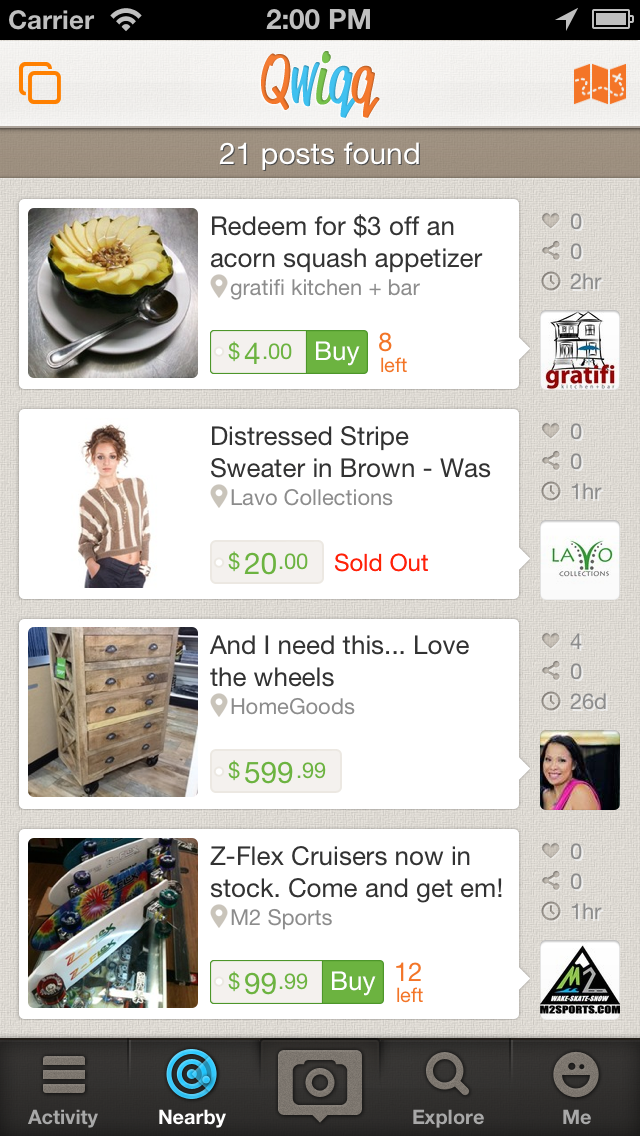 Carrier 2:00 PM
Qwiqq
21 posts found
Redeem for $3 off an
acorn squash appetizer
gratifi kitchen + bar
$4.00 Buy 8
left
0
0
2hr
gratifi
kitchen+bar
Distressed Stripe
Sweater in Brown - Was
Lavo Collections
$20.00 Sold Out
0
0
1hr
LAVO
COLLECTIONS
And I need this... Love
the wheels
HomeGoods
$599.99
4
0
26d
Z-Flex Cruisers now in
stock. Come and get em!
M2 Sports
$99.99 Buy 12
left
Z-FLEX
Z-FLEX
0
0
1hr
M2
WAKE-SKATE-SNOW
M2SPORTS.COM
Activity Nearby Explore Me